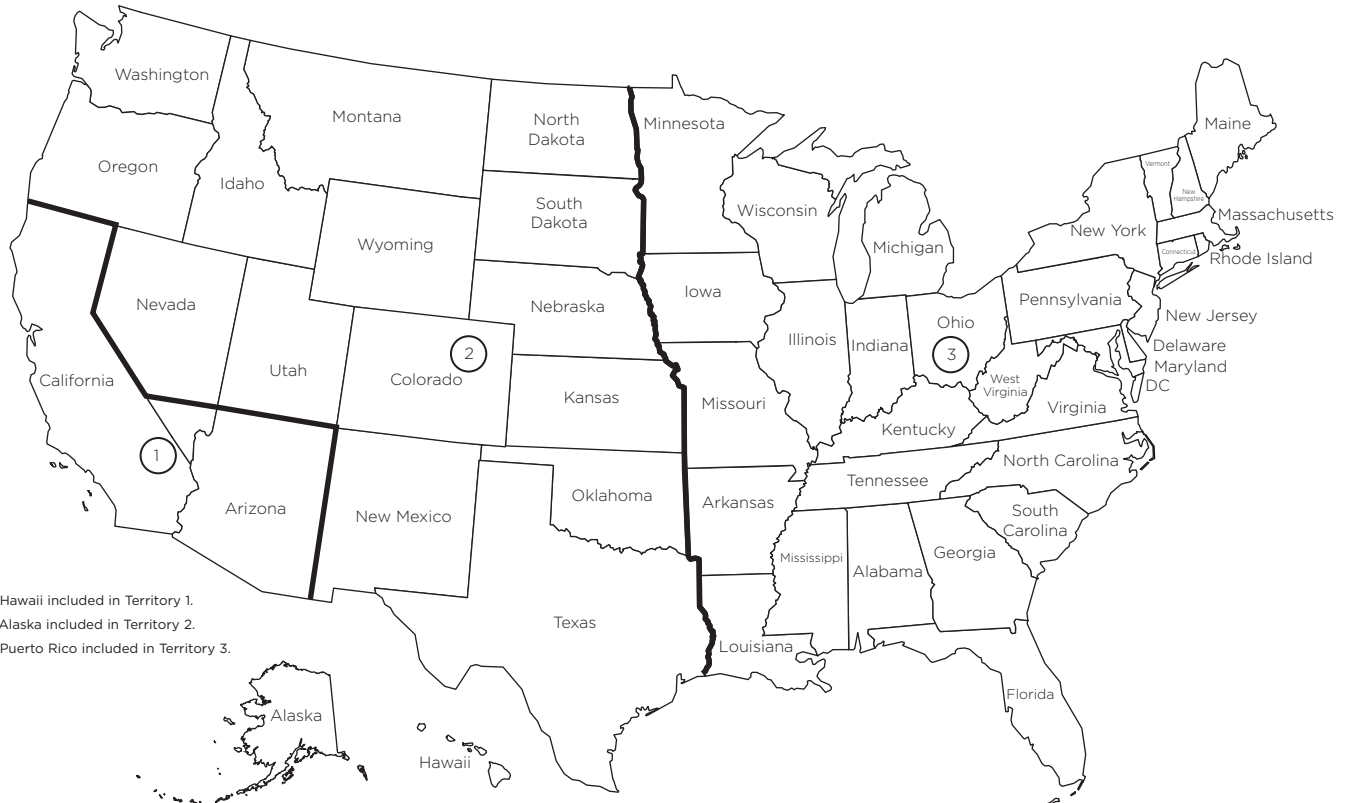 Washington
Montana
North
Dakota
Minnesota
Maine
Oregon
Idaho
Vermont
New
Hampshire
South
Dakota
Wisconsin
Massachusetts
New York
Wyoming
Michigan
Connecticut
Rhode Island
Nevada
Nebraska
Iowa
Pennsylvania
New Jersey
Ohio
Illinois
Indiana
2
3
Delaware
Maryland
DC
California
Utah
Colorado
Kansas
Missouri
West
Virginia
Virginia
Kentucky
1
North Carolina
Tennessee
Arizona
New Mexico
Oklahoma
Arkansas
South
Carolina
Mississippi
Alabama
Georgia
Hawaii included in Territory 1.
Alaska included in Territory 2.
Puerto Rico included in Territory 3.
Texas
Louisiana
Florida
Alaska
Hawaii